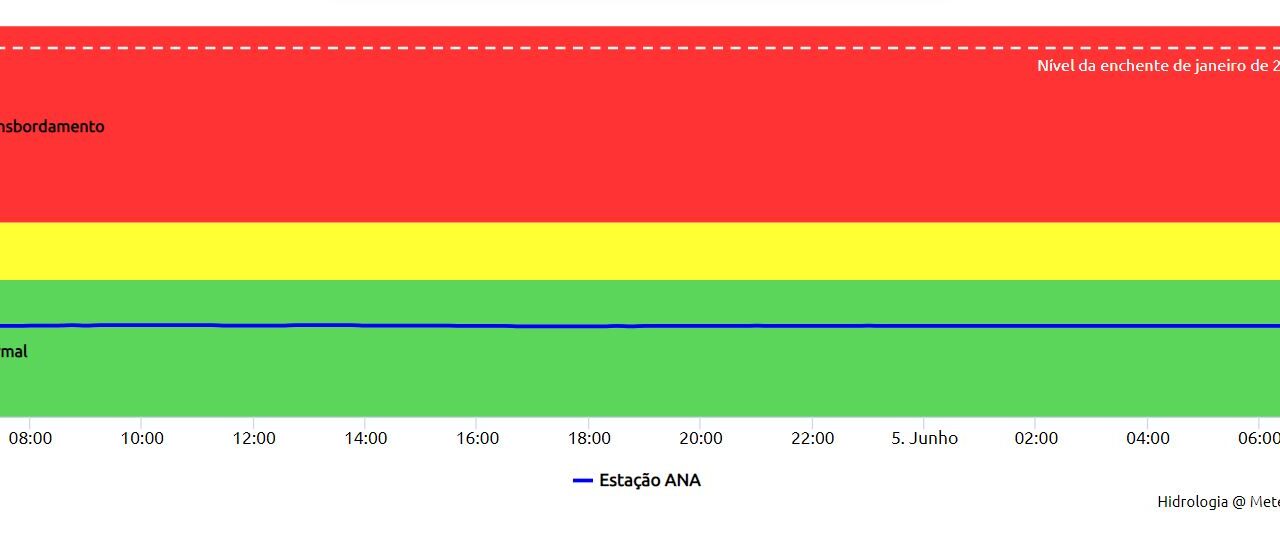 Nível da enchente de janeiro de 2
nsbordamento
mal
08:00 10:00 12:00 14:00 16:00 18:00 20:00 22:00 5. Junho 02:00 04:00 06:00
Estação ANA
Hidrologia @ Mete